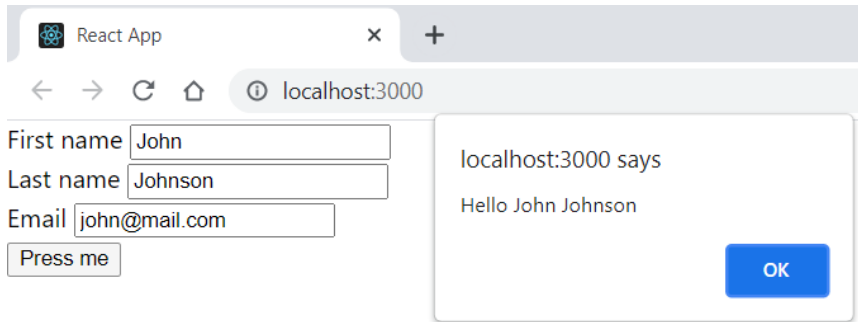 React App
localhost:3000
First name John
Last name Johnson
Email john@mail.com
Press me
localhost:3000 says
Hello John Johnson
OK